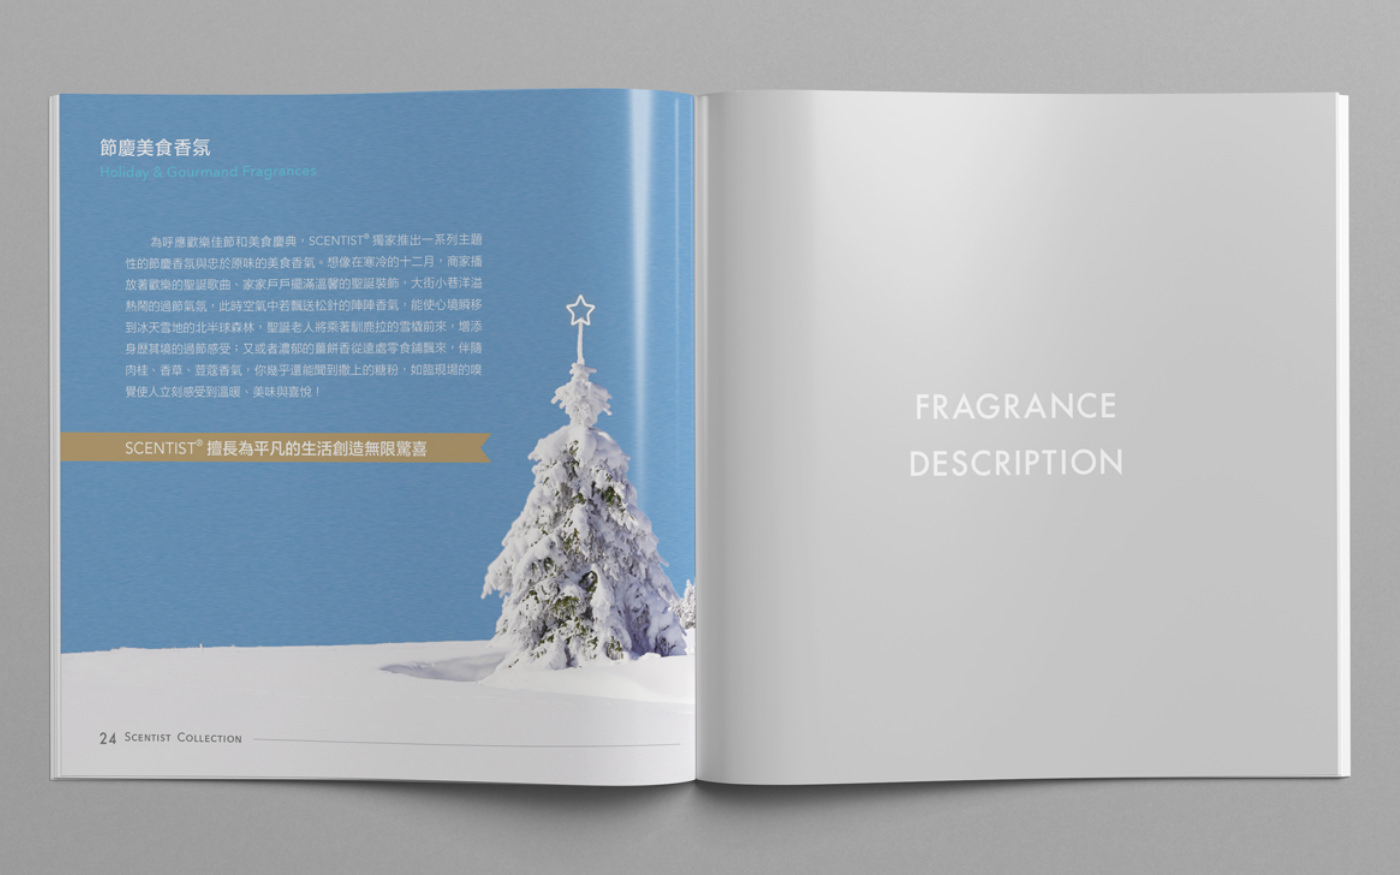 節慶美食香氛
Holiday & Gourmand Fragrances
為呼應歡樂佳節和美食慶典，SCENTIST® 獨家推出一系列主題
性的節慶香氛與忠於原味的美食香氣。想像在寒冷的十二月，商家播
放著歡樂的聖誕歌曲、家家戶戶擺滿溫馨的聖誕裝飾，大街小巷洋溢
熱鬧的過節氣氛，此時空氣中若飄送松針的陣陣香氣，能使心境瞬移
到冰天雪地的北半球森林，聖誕老人將乘著馴鹿拉的雪橇前來，增添
身歷其境的過節感受；又或者濃郁的薑餅香從遠處零食鋪飄來，伴隨
肉桂、香草、荳蔻香氣，你幾乎還能聞到撒上的糖粉，如臨現場的嗅
覺使人立刻感受到溫暖、美味與喜悅！
SCENTIST® 擅長為平凡的生活創造無限驚喜
24 SCENTIST COLLECTION
FRAGRANCE
DESCRIPTION